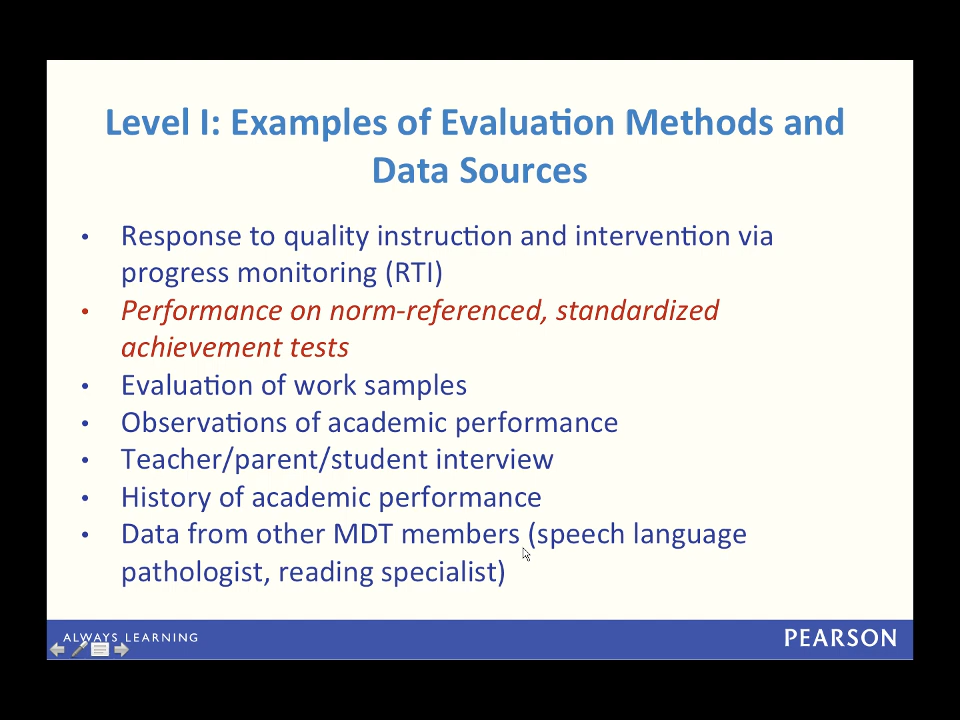 Level I: Examples of Evaluation Methods and
Data Sources
• Response to quality instruction and intervention via
progress monitoring (RTI)
• Performance on norm-referenced, standardized
achievement tests
• Evaluation of work samples
• Observations of academic performance
• Teacher/parent/student interview
• History of academic performance
• Data from other MDT members (speech language
pathologist, reading specialist)
ALWAYS LEARNING
PEARSON